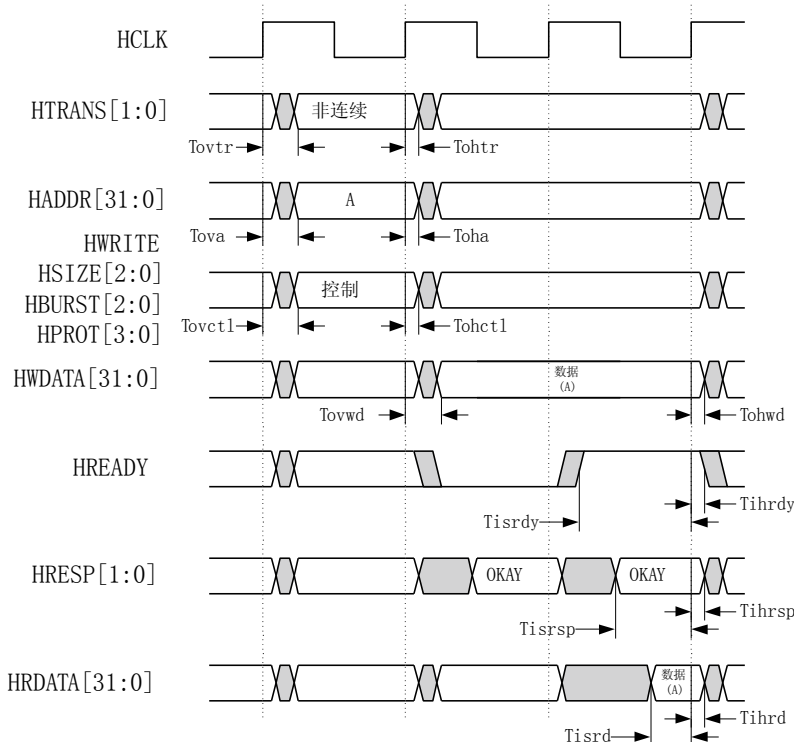 HCLK
HTRANS[1:0]
非连续
Tovtr
Tohtr
HADDR[31:0]
A
Tova
Toha
HWRITE
HSIZE[2:0]
控制
HBURST[2:0]
HPROT[3:0]
Tovctl
Tohctl
HWDATA[31:0]
数据
(A)
Tovwd
Tohwd
HREADY
Tisrdy
Tihrdy
HRESP[1:0]
OKAY
OKAY
Tisrsp
Tihrsp
HRDATA[31:0]
数据
(A)
Tisrd
Tihrd